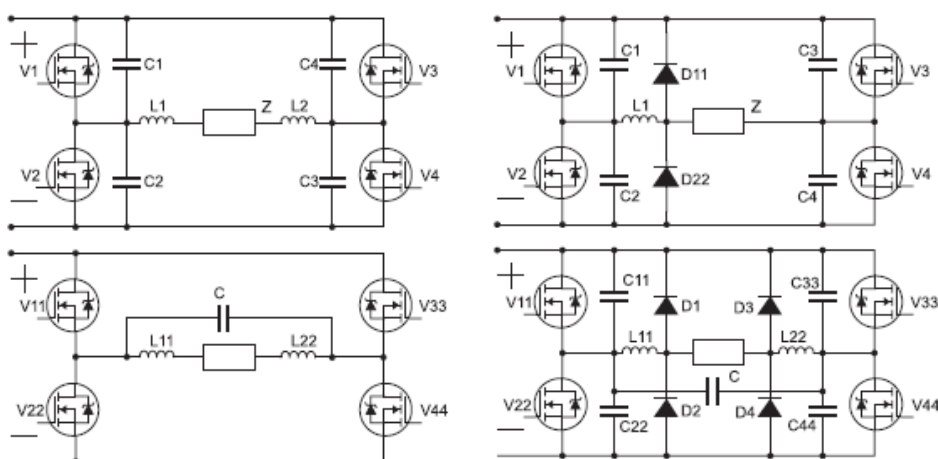 +
V1
C1
C4
V3
L1
Z
L2
V2
C2
C3
V4
—
+
V1
C1
D11
C3
V3
L1
Z
V2
C2
D22
C4
V4
—
+
V11
C
V33
L11
L22
V22
V44
—
+
V11
C11
D1
D3
C33
V33
L11
L22
C
V22
C22
D2
D4
C44
V44
—